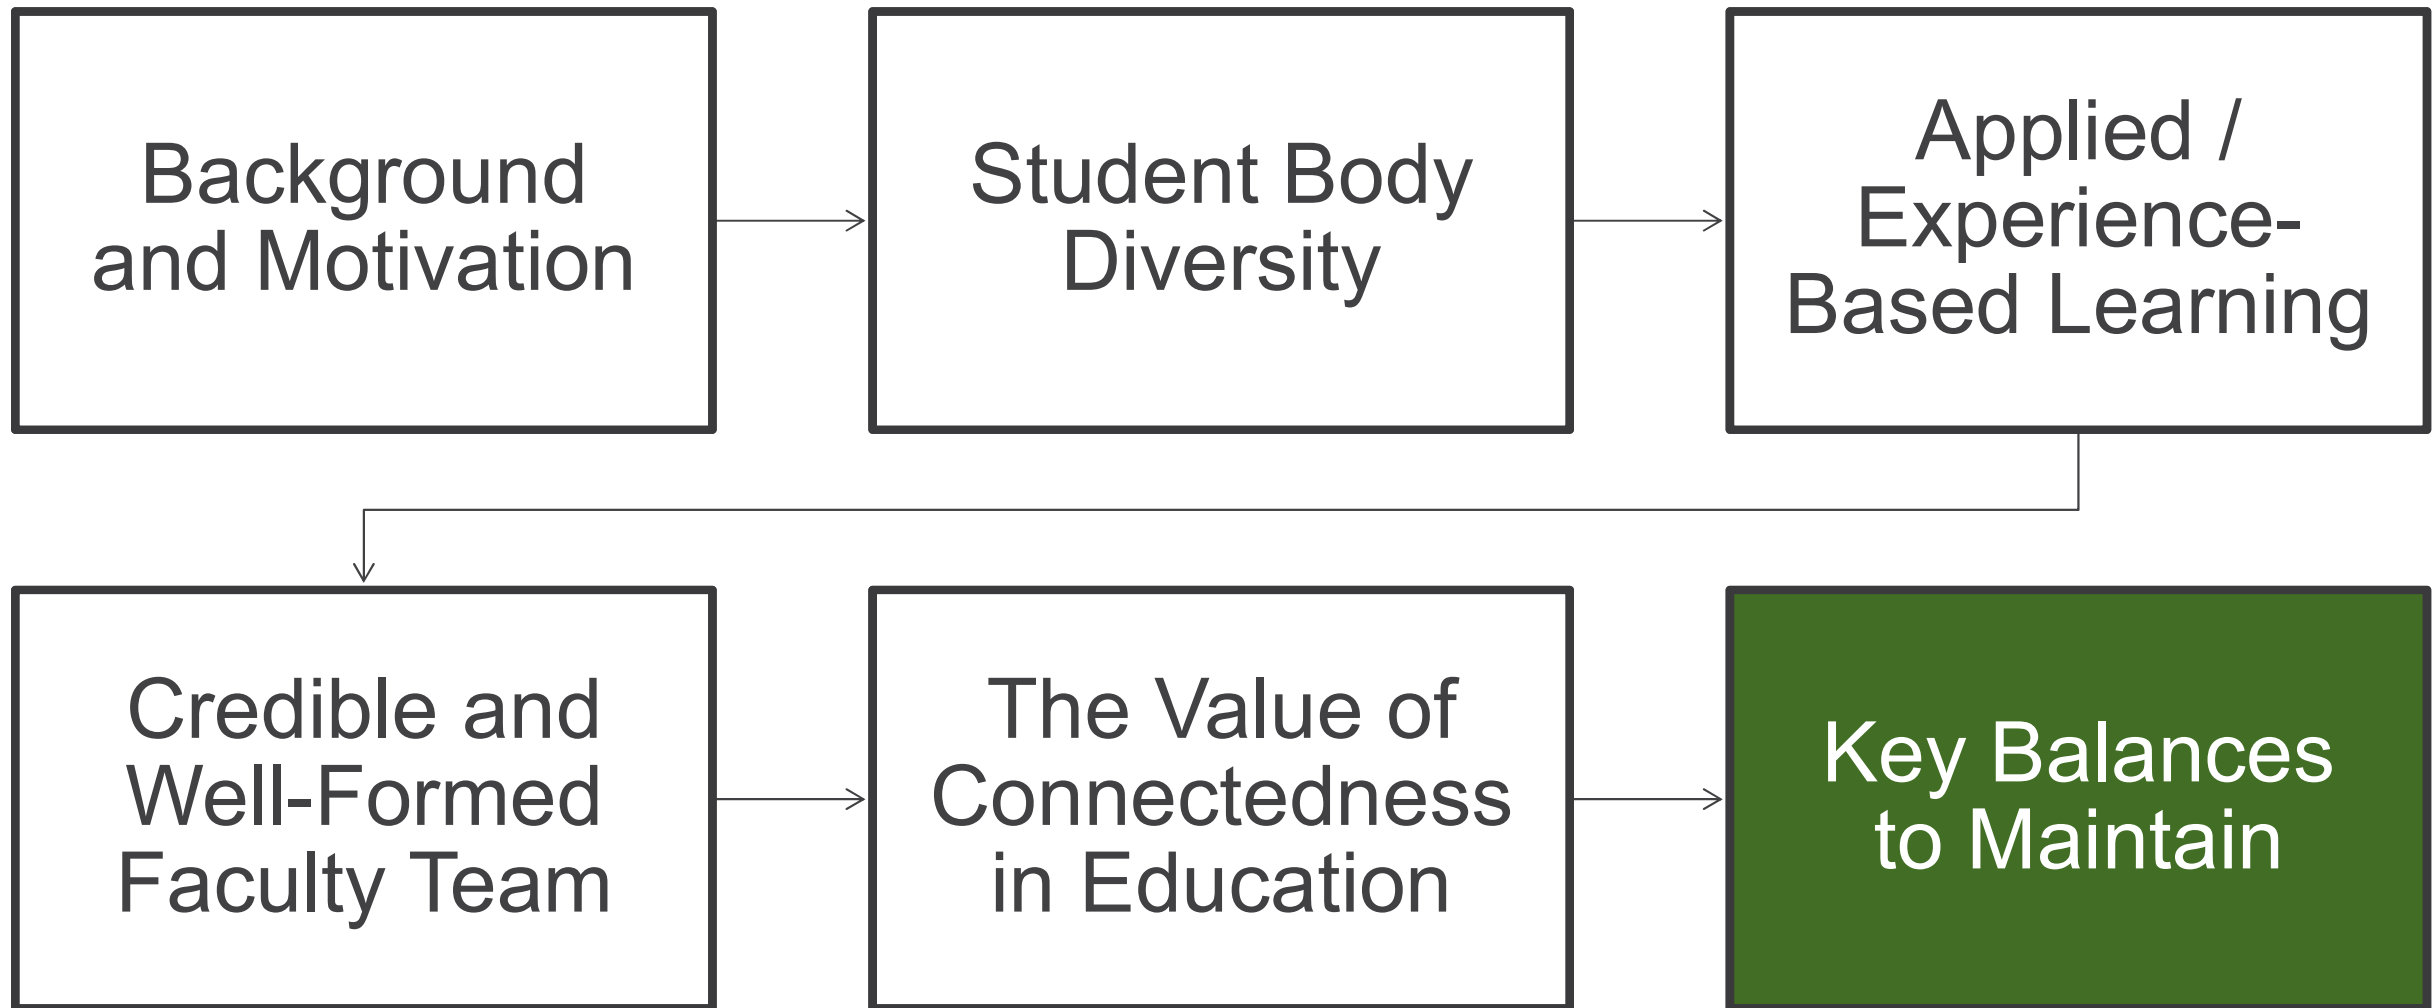 Background
and Motivation
Student Body
Diversity
Applied /
Experience-
Based Learning
Credible and
Well-Formed
Faculty Team
The Value of
Connectedness
in Education
Key Balances
to Maintain